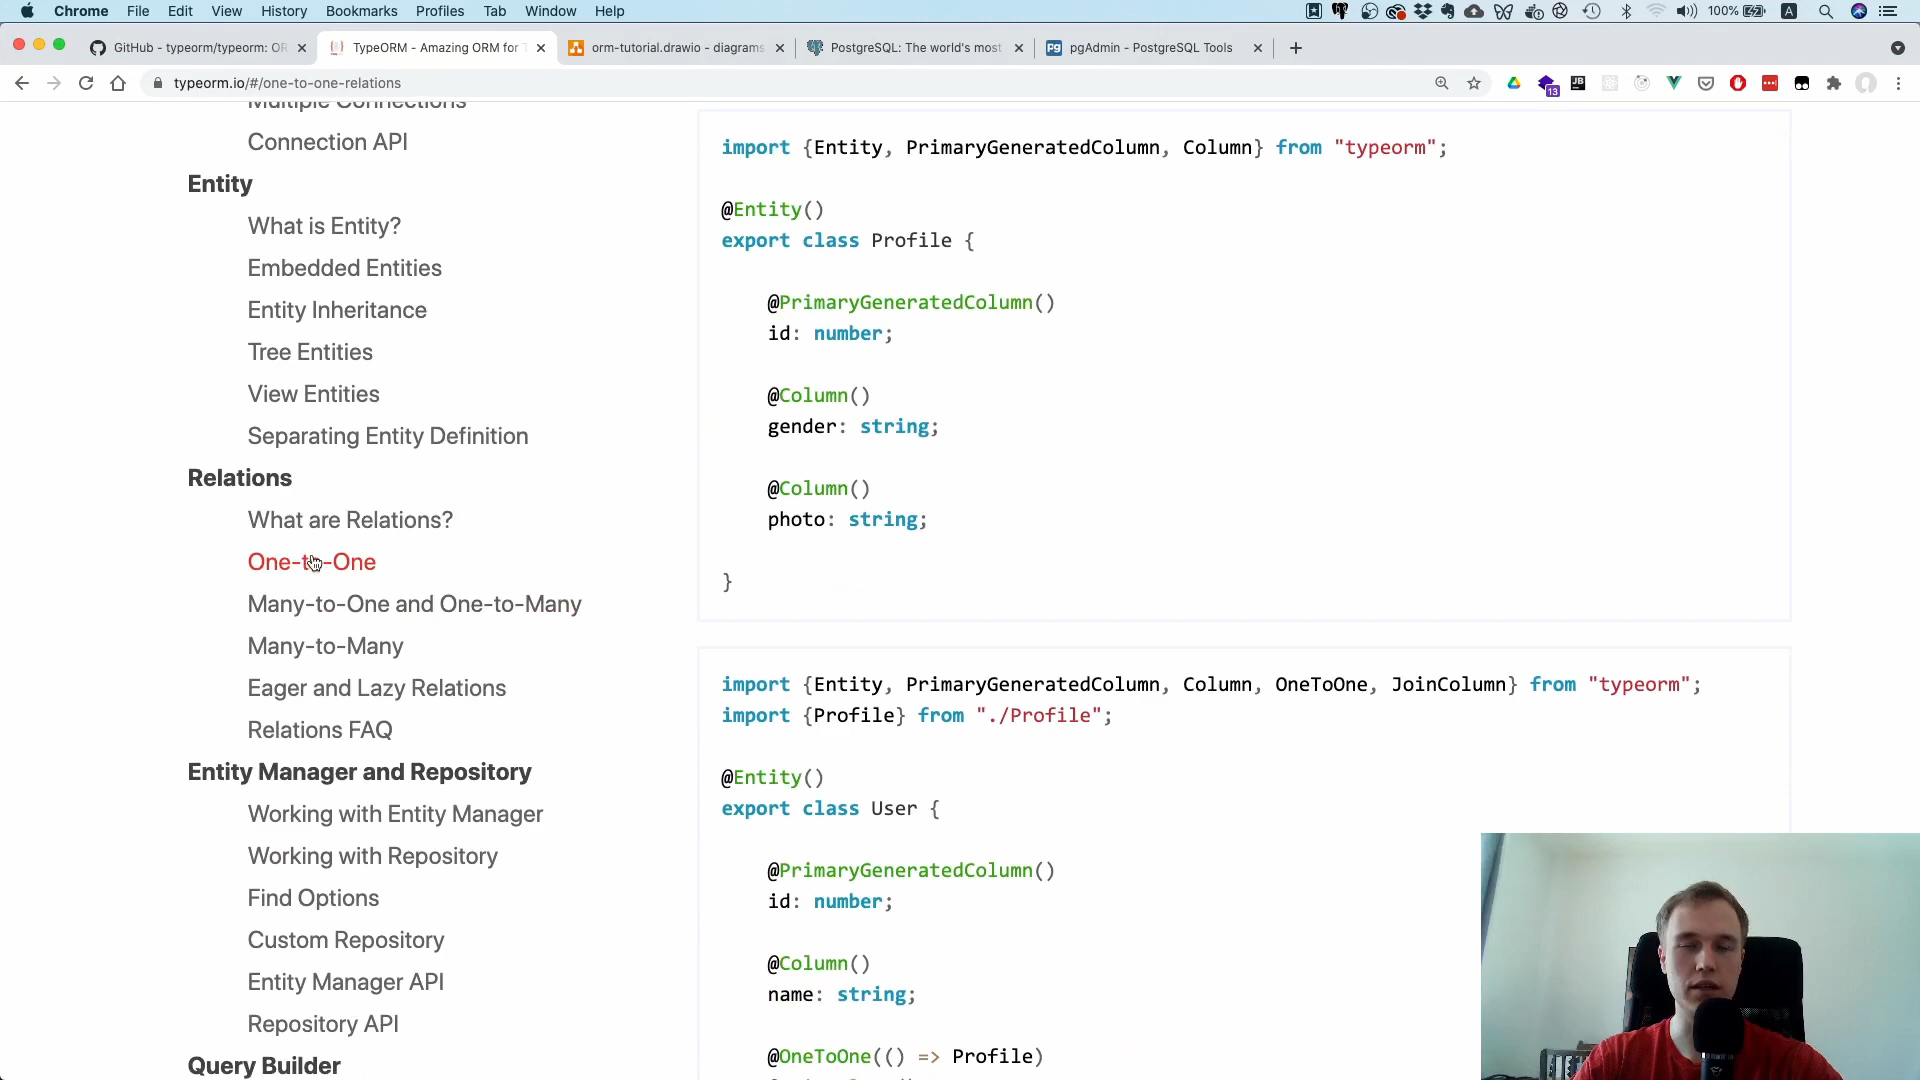 Chrome File Edit View History Bookmarks Profiles Tab Window Help 100% A
GitHub - typeorm/typeorm: OR
TypeORM - Amazing ORM for T
orm-tutorial.drawio - diagrams
PostgreSQL: The world's most
pgAdmin - PostgreSQL Tools
typeorm.io/#/one-to-one-relations
13
Multiple Connections
Connection API
Entity
What is Entity?
Embedded Entities
Entity Inheritance
Tree Entities
View Entities
Separating Entity Definition
Relations
What are Relations?
One-to-One
Many-to-One and One-to-Many
Many-to-Many
Eager and Lazy Relations
Relations FAQ
Entity Manager and Repository
Working with Entity Manager
Working with Repository
Find Options
Custom Repository
Entity Manager API
Repository API
Query Builder
import {Entity, PrimaryGeneratedColumn, Column} from "typeorm";
@Entity()
export class Profile {
@PrimaryGeneratedColumn()
id: number;
@Column()
gender: string;
@Column()
photo: string;
}
import {Entity, PrimaryGeneratedColumn, Column, OneToOne, JoinColumn} from "typeorm";
import {Profile} from "./Profile";
@Entity()
export class User {
@PrimaryGeneratedColumn()
id: number;
@Column()
name: string;
@OneToOne(() => Profile)